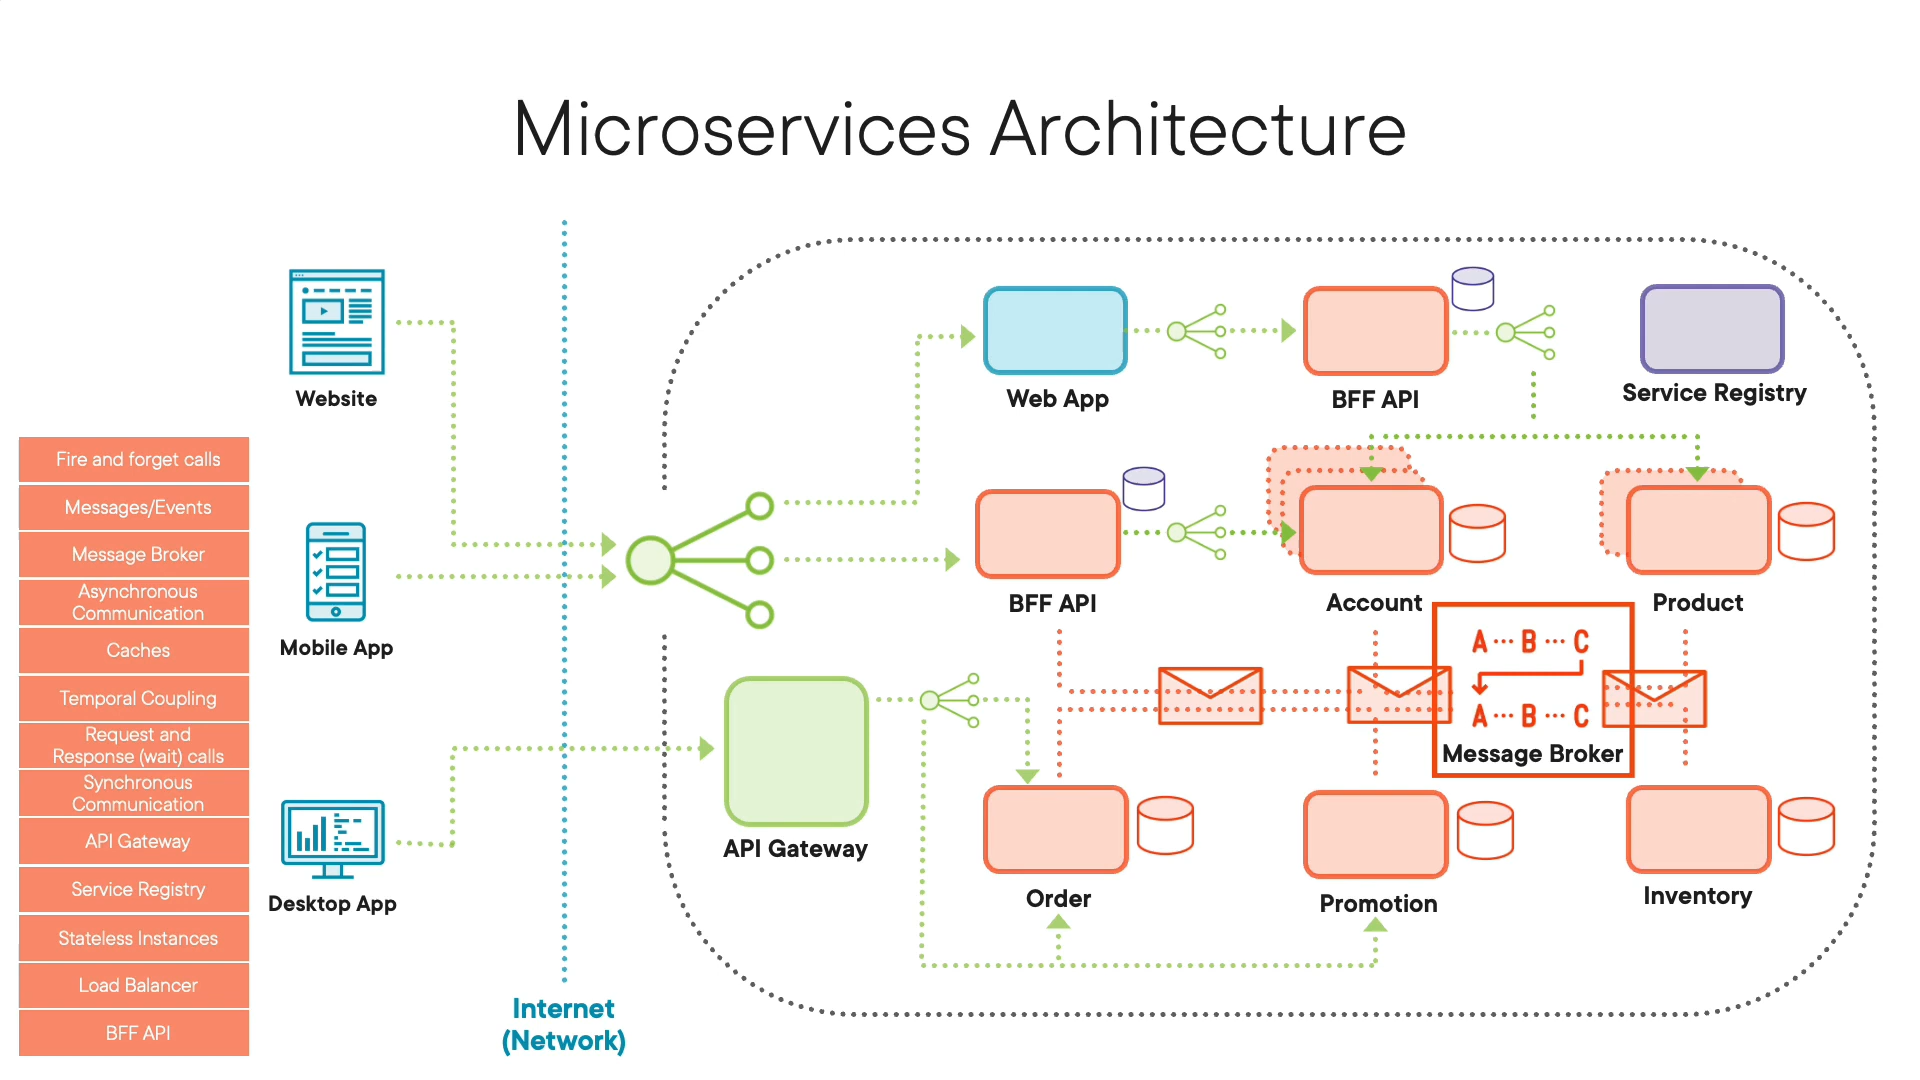 Microservices Architecture
Website
Mobile App
Desktop App
Fire and forget calls
Messages/Events
Message Broker
Asynchronous
Communication
Caches
Temporal Coupling
Request and
Response (wait) calls
Synchronous
Communication
API Gateway
Service Registry
Stateless Instances
Load Balancer
BFF API
Internet
(Network)
Web App
BFF API
Service Registry
BFF API
Account
Product
A ··· B ··· C
A ··· B ··· C
Message Broker
API Gateway
Order
Promotion
Inventory